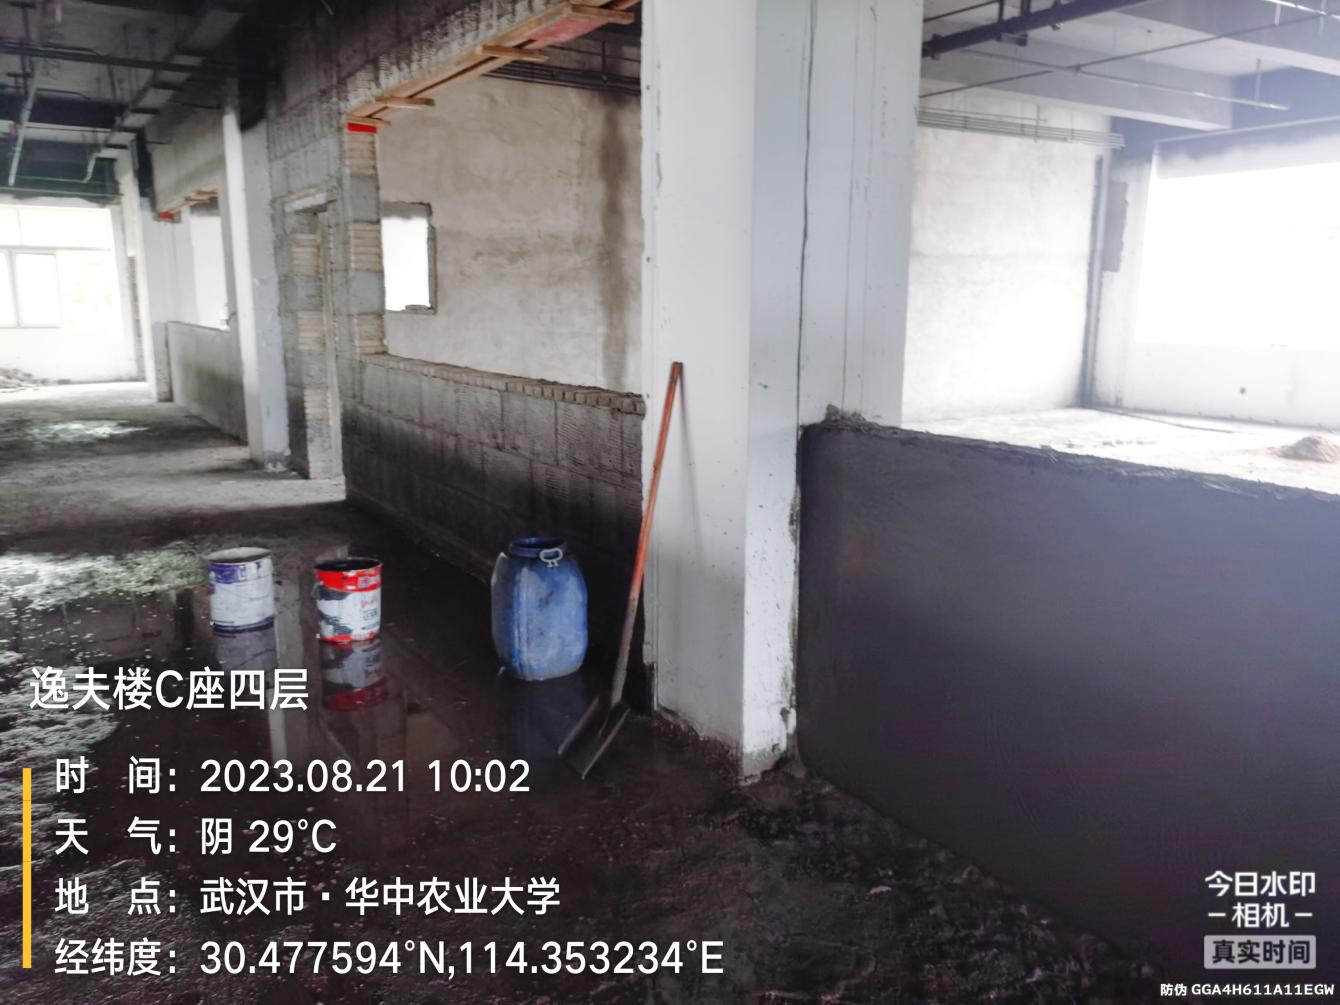 逸夫楼C座四层
时 间：2023.08.21 10:02
天 气：阴 29°C
地 点：武汉市·华中农业大学
经纬度：30.477594°N,114.353234°E
今日水印
相机
真实时间
防伪 GGA4H611A11EGW